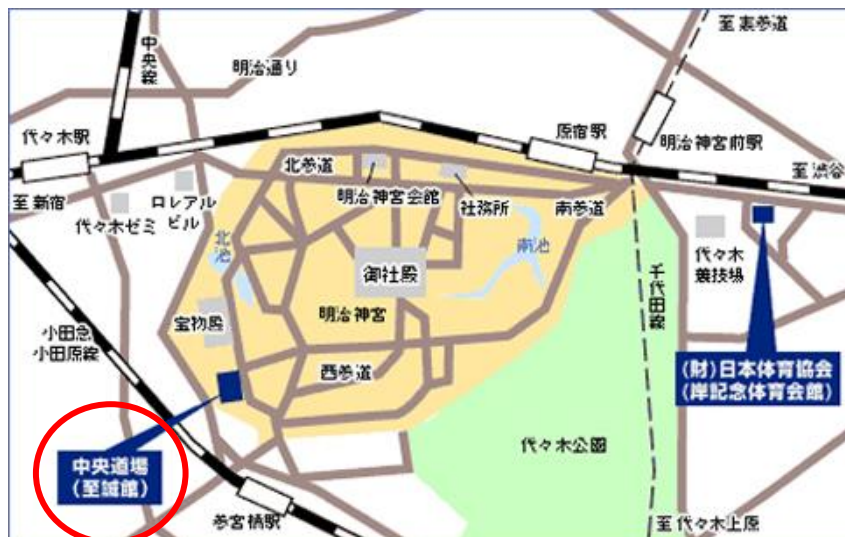 至表参道
中央線
明治通り
代々木駅
原宿駅
明治神宮前駅
至渋谷
北参道
明治神宮会館
社務所
南参道
至新宿
ロレアル
ビル
代々木ゼミ
北池
南池
御社殿
代々木
競技場
千代田線
宝物殿
明治神宮
小田急
小田原線
西参道
(財)日本体育協会
(岸記念体育会館)
中央道場
(至誠館)
代々木公園
参宮橋駅
至代々木上原